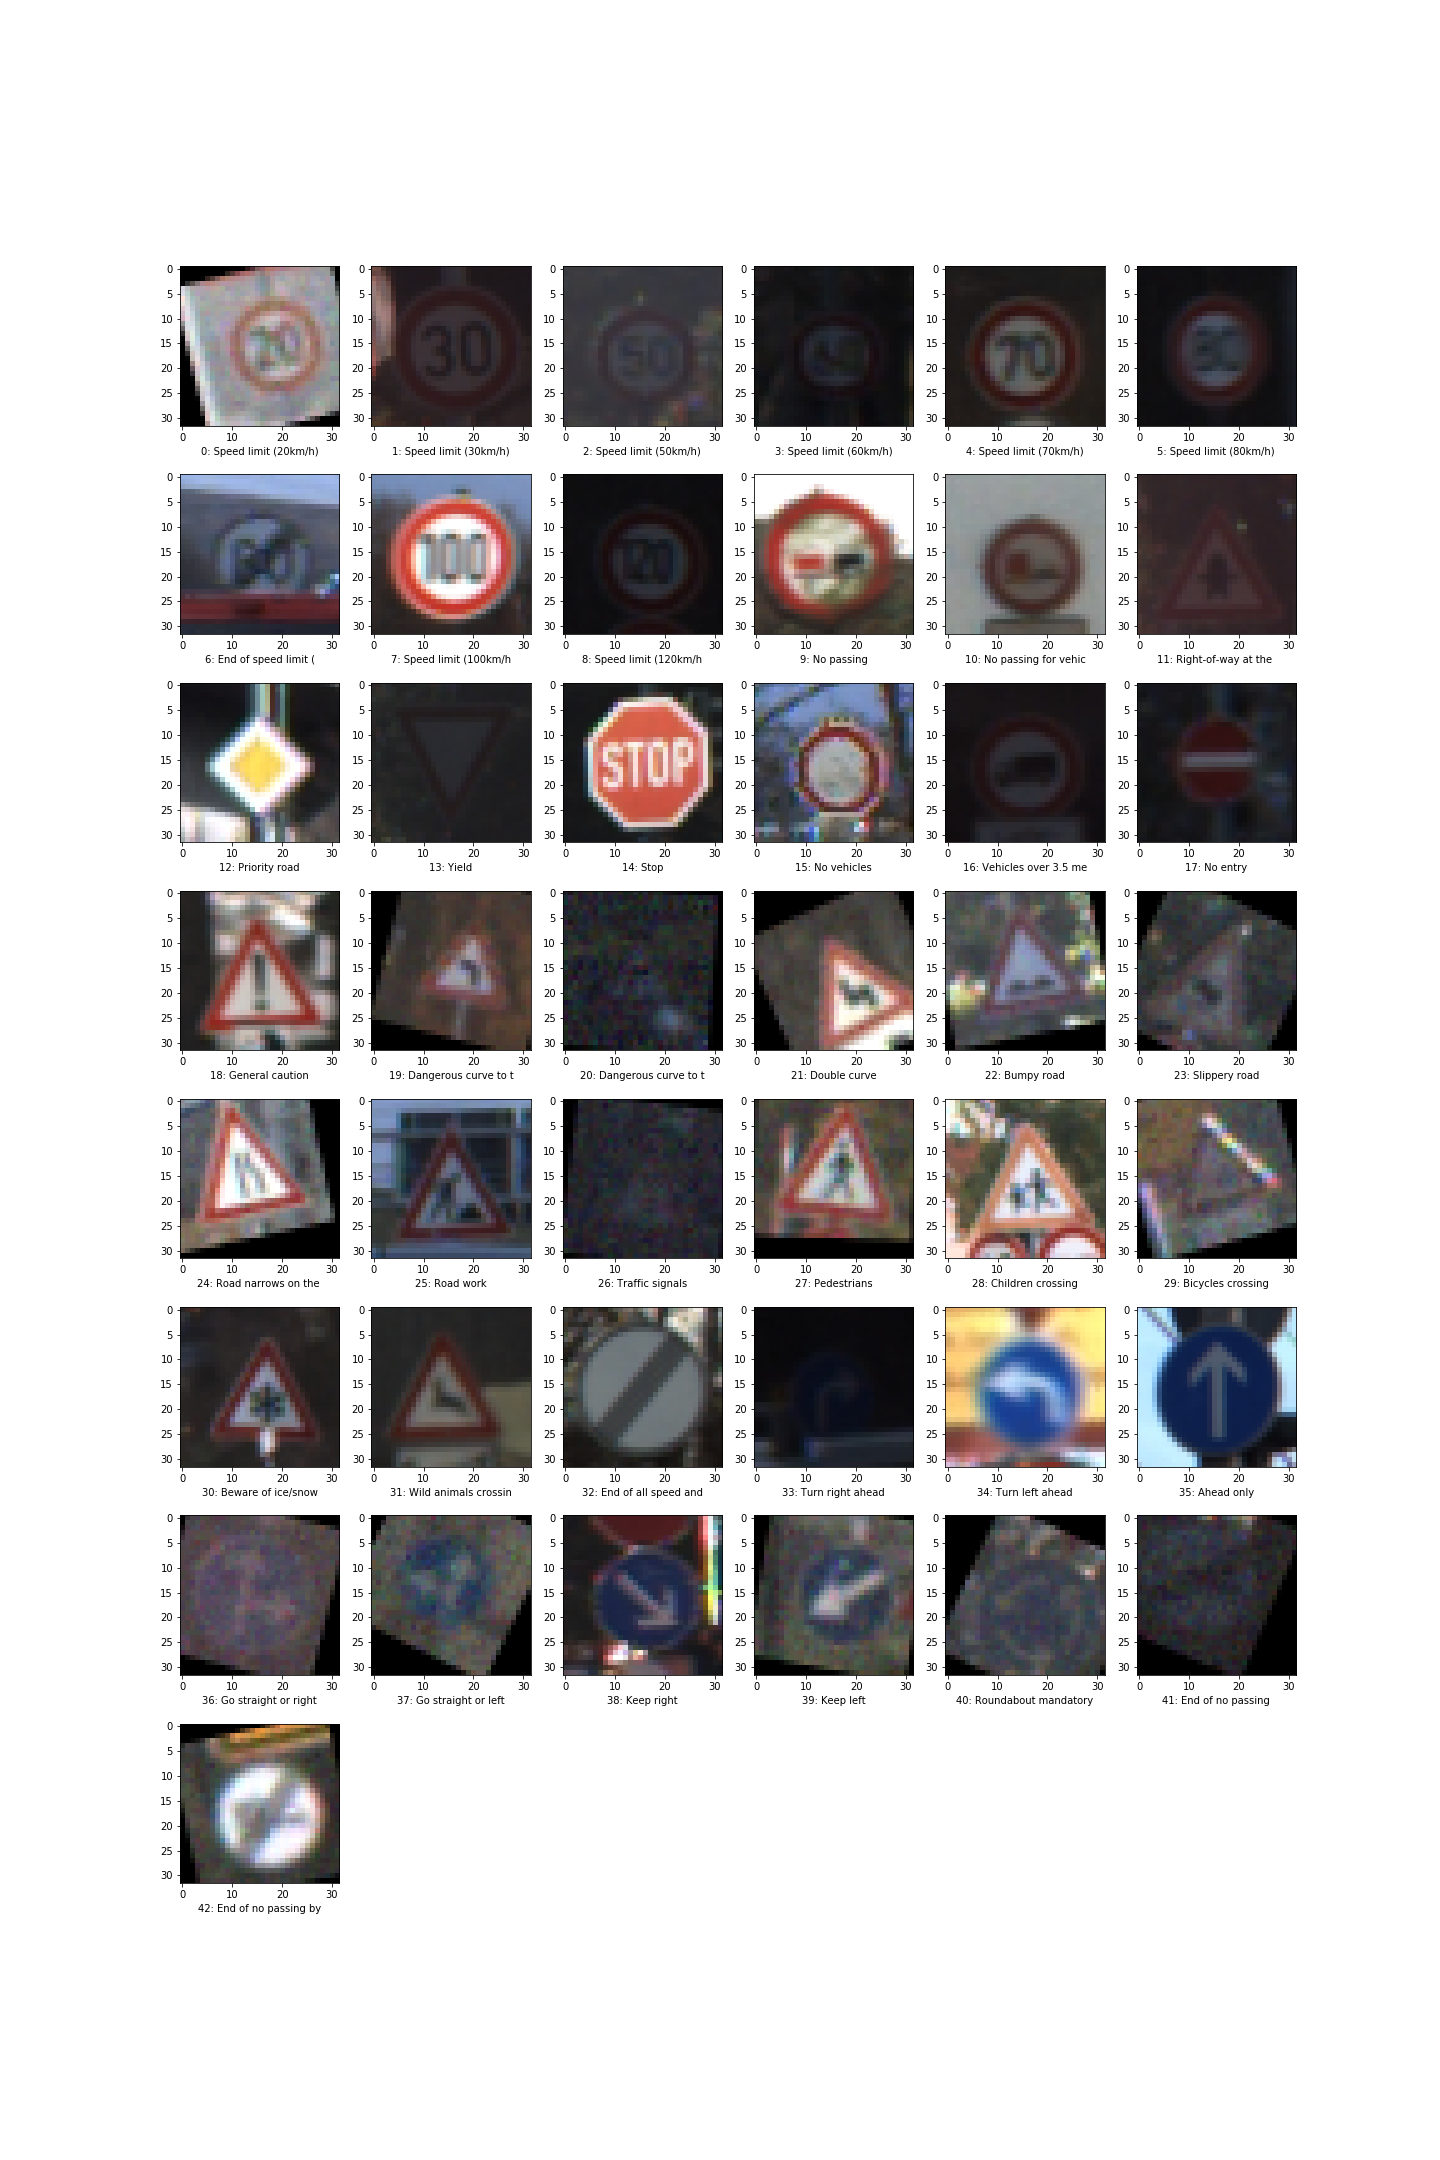 0: Speed limit (20km/h)
1: Speed limit (30km/h)
2: Speed limit (50km/h)
3: Speed limit (60km/h)
4: Speed limit (70km/h)
5: Speed limit (80km/h)
6: End of speed limit (
7: Speed limit (100km/h
8: Speed limit (120km/h
9: No passing
10: No passing for vehic
11: Right-of-way at the
12: Priority road
13: Yield
STOP
14: Stop
15: No vehicles
16: Vehicles over 3.5 me
17: No entry
18: General caution
19: Dangerous curve to t
20: Dangerous curve to t
21: Double curve
22: Bumpy road
23: Slippery road
24: Road narrows on the
25: Road work
26: Traffic signals
27: Pedestrians
28: Children crossing
29: Bicycles crossing
30: Beware of ice/snow
31: Wild animals crossin
32: End of all speed and
33: Turn right ahead
34: Turn left ahead
35: Ahead only
36: Go straight or right
37: Go straight or left
38: Keep right
39: Keep left
40: Roundabout mandatory
41: End of no passing
42: End of no passing by